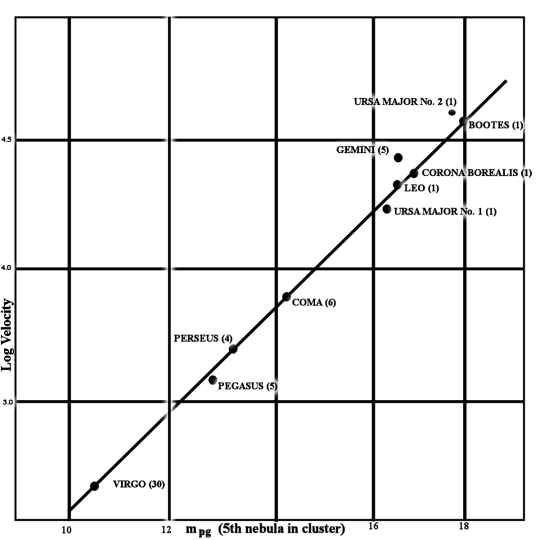 URSA MAJOR No. 2 (1)
BOOTES (1)
4.5
GEMINI (5)
CORONA BOREALIS (1)
LEO (1)
URSA MAJOR No. 1 (1)
4.0
Log Velocity
COMA (6)
PERSEUS (4)
PEGASUS (5)
3.0
VIRGO (30)
10 12 m pg (5th nebula in cluster) 16 18